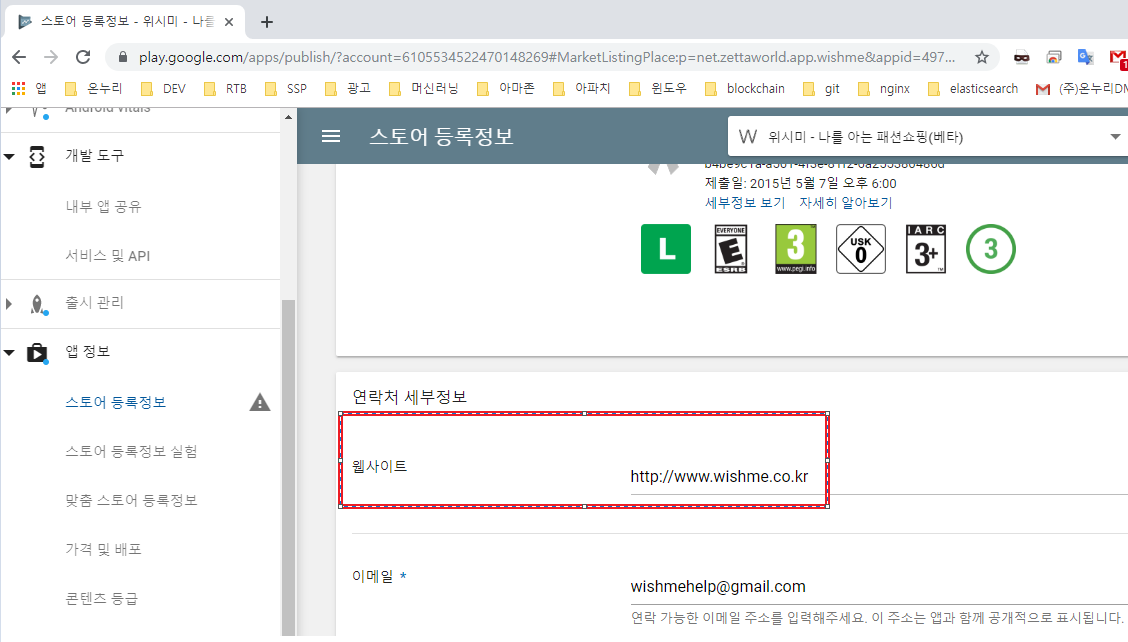 스토어 등록정보 - 위시미 - 나를
play.google.com/apps/publish/?account=6105534522470148269#MarketListingPlace:p=net.zettaworld.app.wishme&appid=497...
앱 온누리 DEV RTB SSP 광고 머신러닝 아마존 아파치 윈도우 blockchain git nginx elasticsearch (주)온누리DM
Android vitals
개발 도구
내부 앱 공유
서비스 및 API
출시 관리
앱 정보
스토어 등록정보
스토어 등록정보 실험
맞춤 스토어 등록정보
가격 및 배포
콘텐츠 등급
스토어 등록정보
W 위시미 - 나를 아는 패션쇼핑(베타)
제출일: 2015년 5월 7일 오후 6:00
세부정보 보기 자세히 알아보기
L
EVERYONE
E
ESRB
3
www.pegi.info
USK
0
IARC
3+
3
연락처 세부정보
웹사이트
http://www.wishme.co.kr
이메일 *
wishmehelp@gmail.com
연락 가능한 이메일 주소를 입력해주세요. 이 주소는 앱과 함께 공개적으로 표시됩니다.